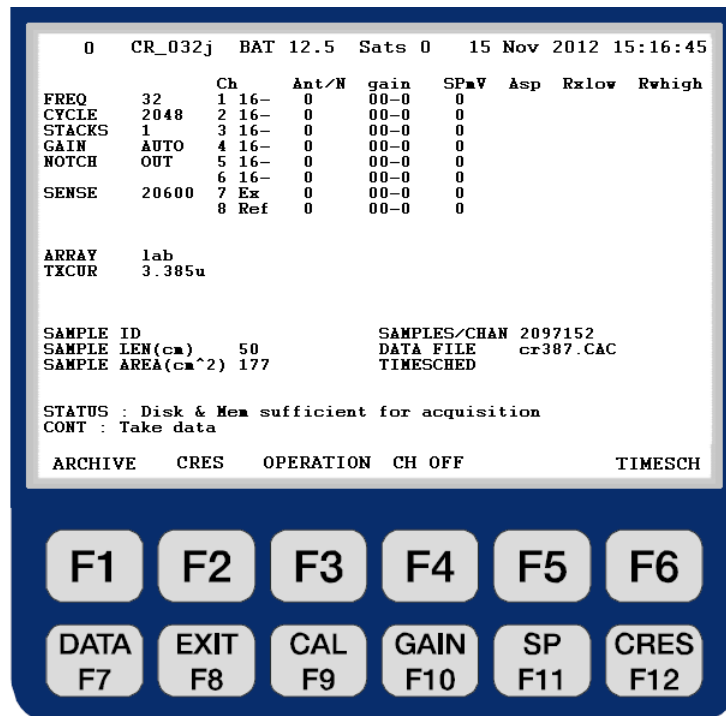 0 CR_032j BAT 12.5 Sats 0 15 Nov 2012 15:16:45
Ch Ant/N gain SPmV Asp Rxlow Rwhigh
FREQ 32 1 16- 0 00-0 0
CYCLE 2048 2 16- 0 00-0 0
STACKS 1 3 16- 0 00-0 0
GAIN AUTO 4 16- 0 00-0 0
NOTCH OUT 5 16- 0 00-0 0
6 16- 0 00-0 0
SENSE 20600 7 Ex 0 00-0 0
8 Ref 0 00-0 0
ARRAY lab
TXCUR 3.385u
SAMPLE ID SAMPLES/CHAN 2097152
SAMPLE LEN(cm) 50 DATA FILE cr387.CAC
SAMPLE AREA(cm^2) 177 TIMESCHED
STATUS : Disk & Mem sufficient for acquisition
CONT : Take data
ARCHIVE CRES OPERATION CH OFF TIMESCH
F1 F2 F3 F4 F5 F6
DATA EXIT CAL GAIN SP CRES
F7 F8 F9 F10 F11 F12